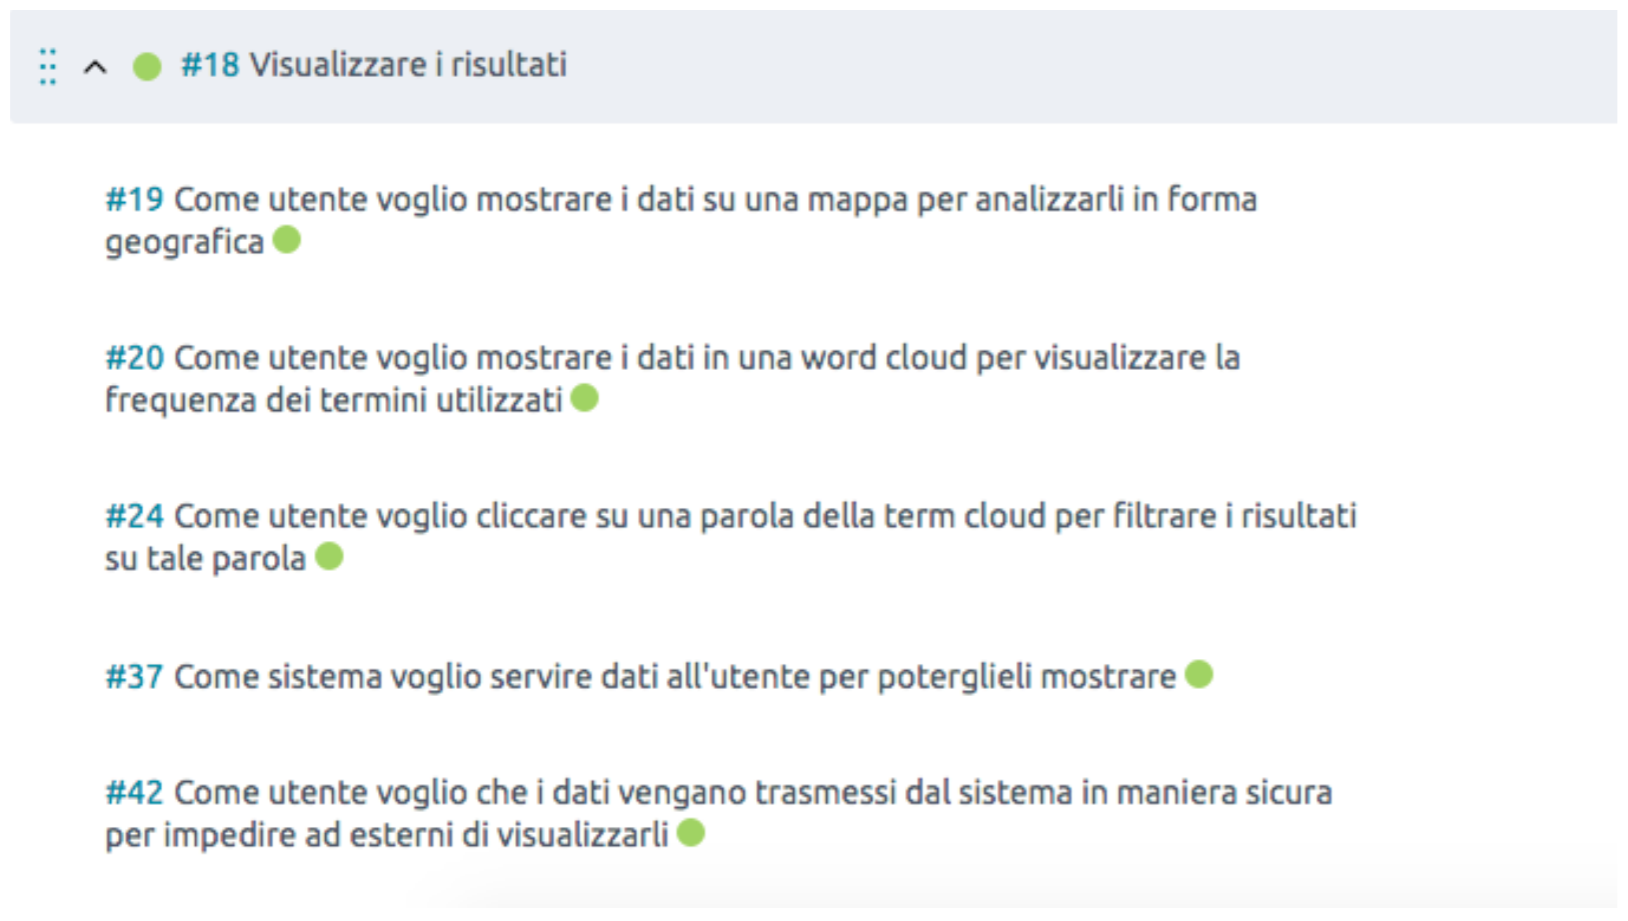 #18 Visualizzare i risultati
#19 Come utente voglio mostrare i dati su una mappa per analizzarli in forma
geografica
#20 Come utente voglio mostrare i dati in una word cloud per visualizzare la
frequenza dei termini utilizzati
#24 Come utente voglio cliccare su una parola della term cloud per filtrare i risultati
su tale parola
#37 Come sistema voglio servire dati all'utente per poterglieli mostrare
#42 Come utente voglio che i dati vengano trasmessi dal sistema in maniera sicura
per impedire ad esterni di visualizzarli